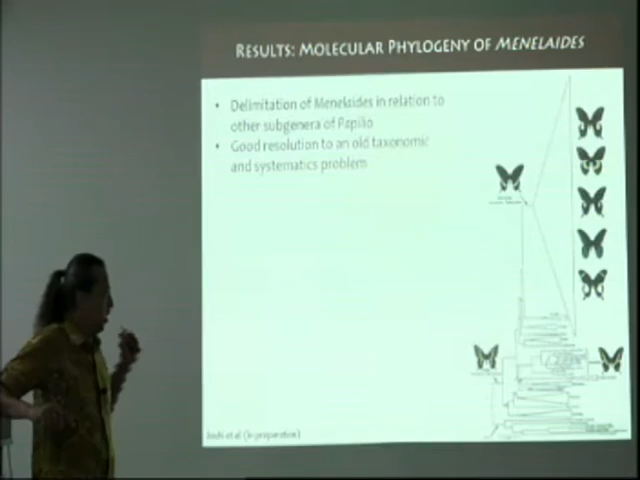 RESULTS: MOLECULAR PHYLOGENY OF MENELAIDES
• Delimitation of Menelaides in relation to
other subgenera of Papilio
• Good resolution to an old taxonomic
and systematics problem
Joshi et al (in preparation)